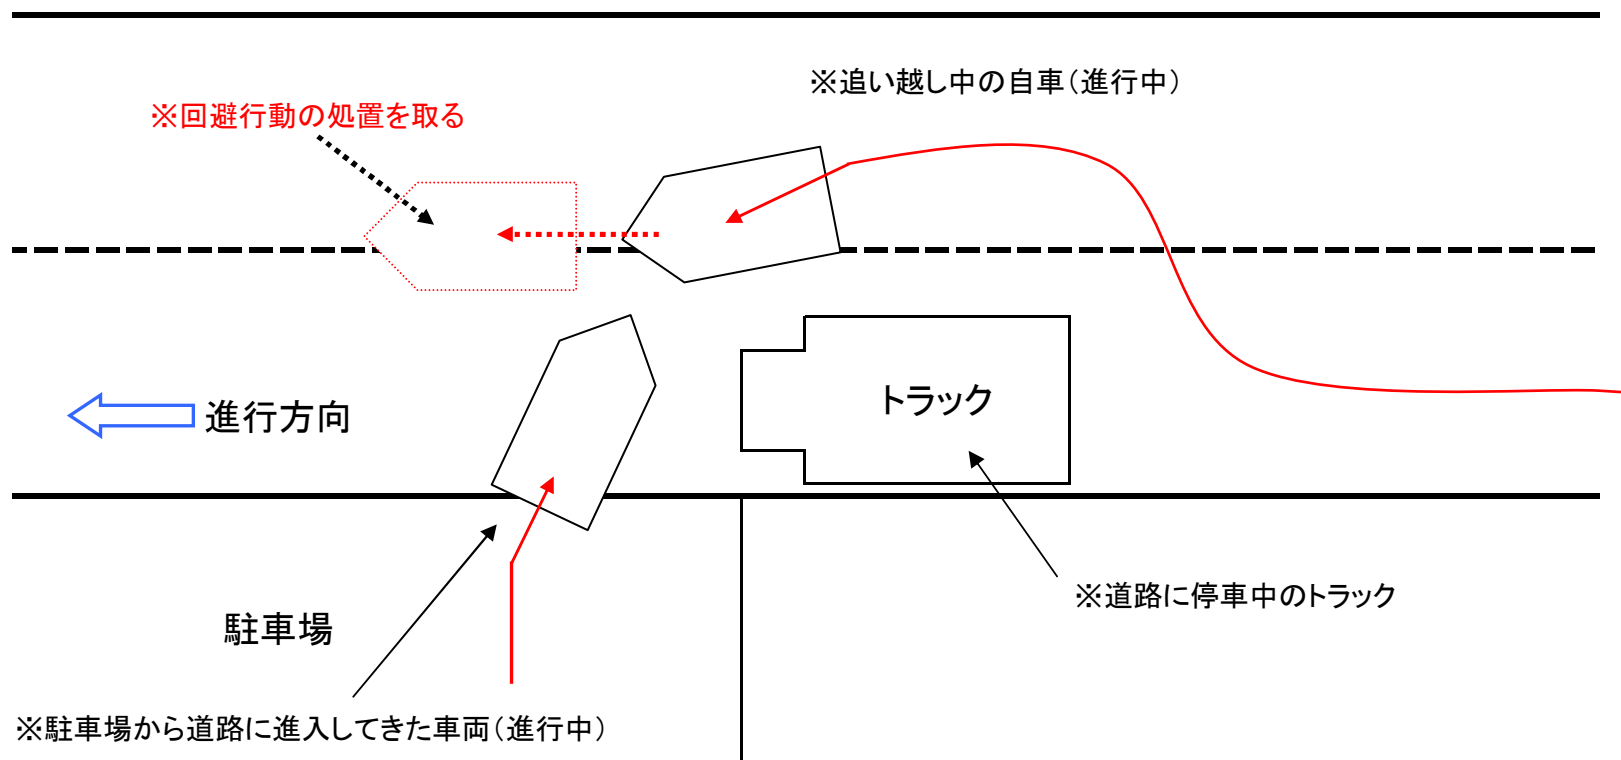 ※追い越し中の自車(進行中)
※回避行動の処置を取る
トラック
進行方向
※道路に停車中のトラック
駐車場
※駐車場から道路に進入してきた車両(進行中)